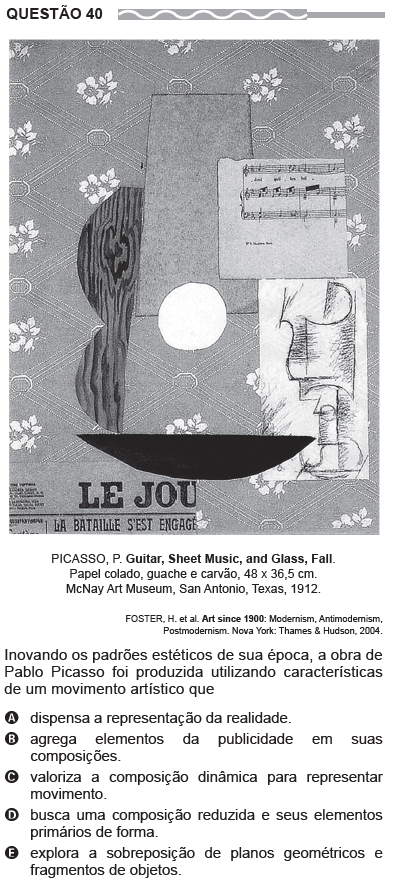 QUESTÃO 40
LE JOU
LA BATAILLE S'EST ENGAGÉ
PICASSO, P. Guitar, Sheet Music, and Glass, Fall.
Papel colado, guache e carvão, 48 x 36,5 cm.
McNay Art Museum, San Antonio, Texas, 1912.
FOSTER, H. et al. Art since 1900: Modernism, Antimodernism,
Postmodernism. Nova York: Thames & Hudson, 2004.
Inovando os padrões estéticos de sua época, a obra de
Pablo Picasso foi produzida utilizando características
de um movimento artístico que
A dispensa a representação da realidade.
B agrega elementos da publicidade em suas
composições.
C valoriza a composição dinâmica para representar
movimento.
D busca uma composição reduzida e seus elementos
primários de forma.
E explora a sobreposição de planos geométricos e
fragmentos de objetos.